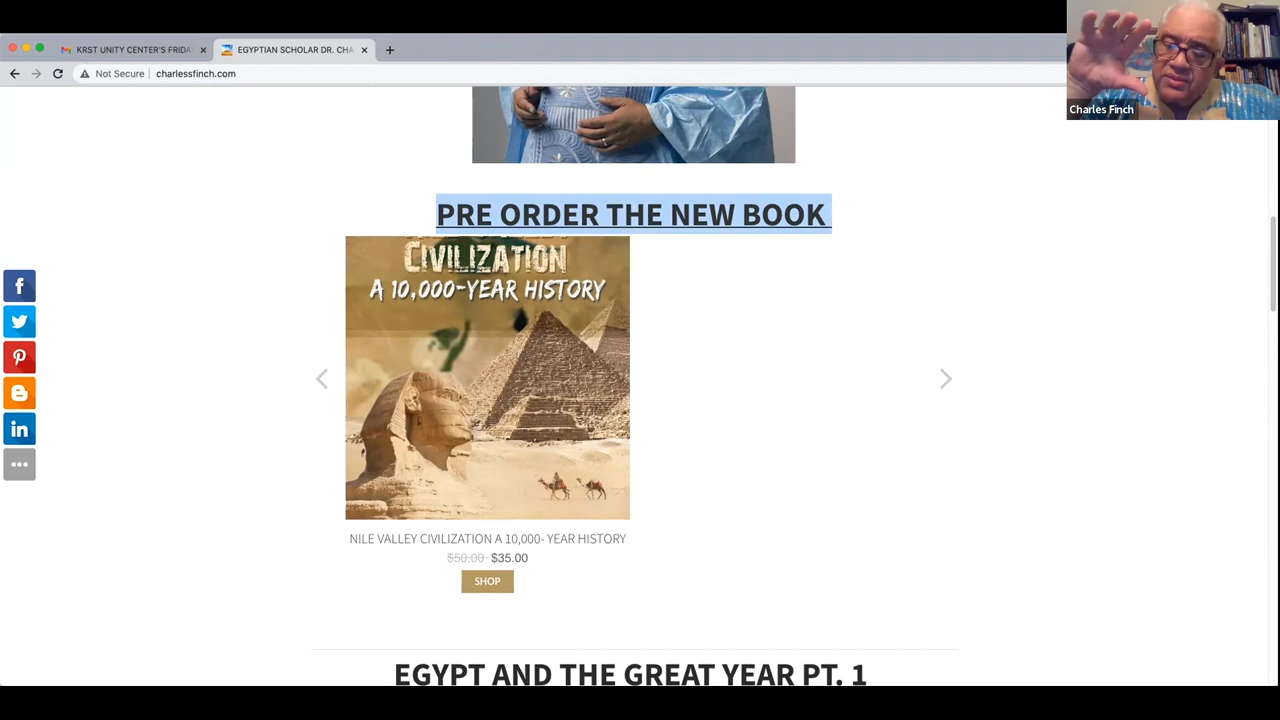 KRST UNITY CENTER'S FRIDA
EGYPTIAN SCHOLAR DR. CHA
Not Secure
charlessfinch.com
Charles Finch
PRE ORDER THE NEW BOOK
CIVILIZATION
A 10,000-YEAR HISTORY
NILE VALLEY CIVILIZATION A 10,000- YEAR HISTORY
$50.00 $35.00
SHOP
EGYPT AND THE GREAT YEAR PT. 1